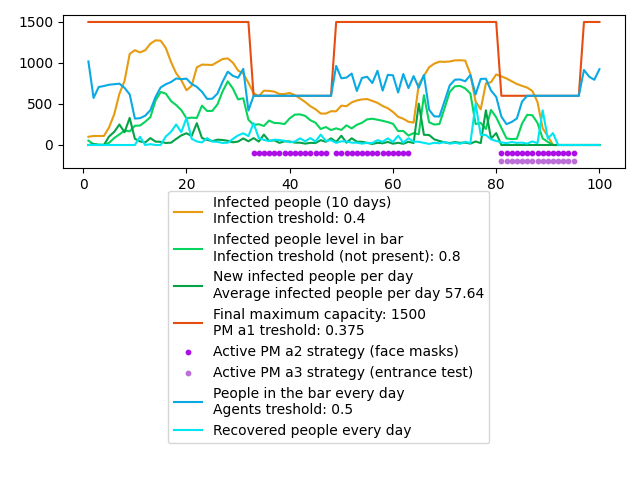 1500
1000
500
0
0 20 40 60 80 100
Infected people (10 days)
Infection treshold: 0.4
Infected people level in bar
Infection treshold (not present): 0.8
New infected people per day
Average infected people per day 57.64
Final maximum capacity: 1500
PM a1 treshold: 0.375
Active PM a2 strategy (face masks)
Active PM a3 strategy (entrance test)
People in the bar every day
Agents treshold: 0.5
Recovered people every day